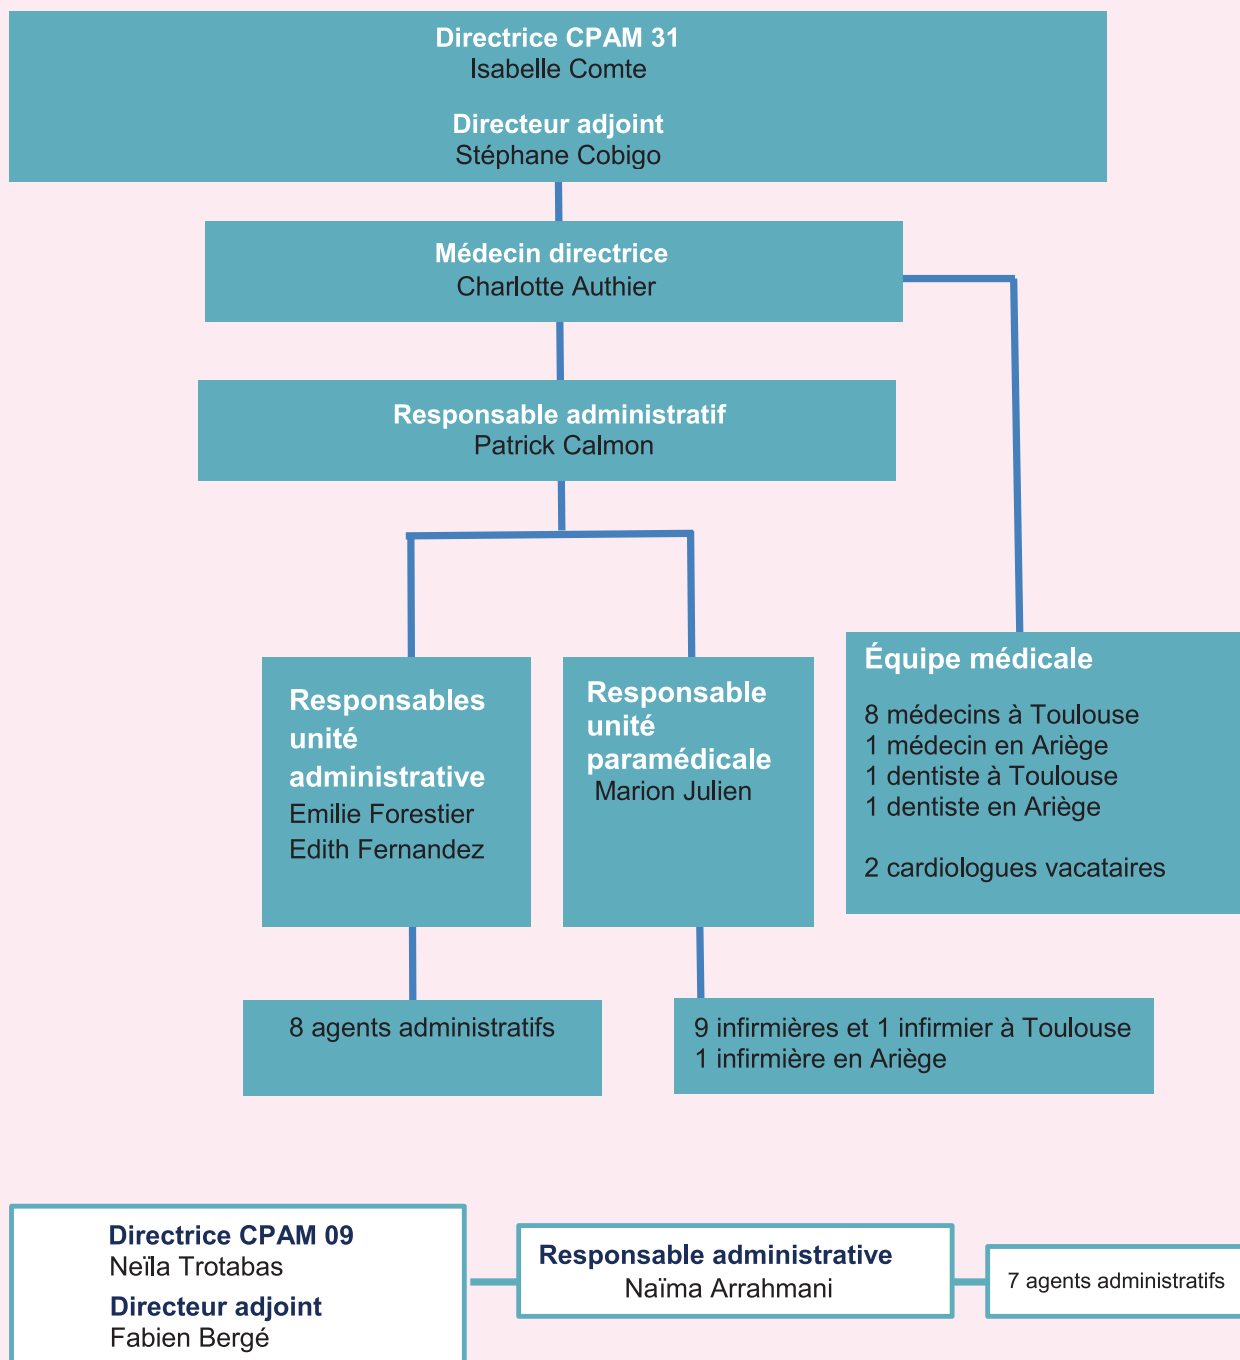 Directrice CPAM 31
Isabelle Comte
Directeur adjoint
Stéphane Cobigo
Médecin directrice
Charlotte Authier
Responsable administratif
Patrick Calmon
Responsables
unité
administrative
Emilie Forestier
Edith Fernandez
Responsable
unité
paramédicale
Marion Julien
Équipe médicale
8 médecins à Toulouse
1 médecin en Ariège
1 dentiste à Toulouse
1 dentiste en Ariège
2 cardiologues vacataires
8 agents administratifs
9 infirmières et 1 infirmier à Toulouse
1 infirmière en Ariège
Directrice CPAM 09
Neïla Trotabas
Directeur adjoint
Fabien Bergé
Responsable administrative
Naïma Arrahmani
7 agents administratifs